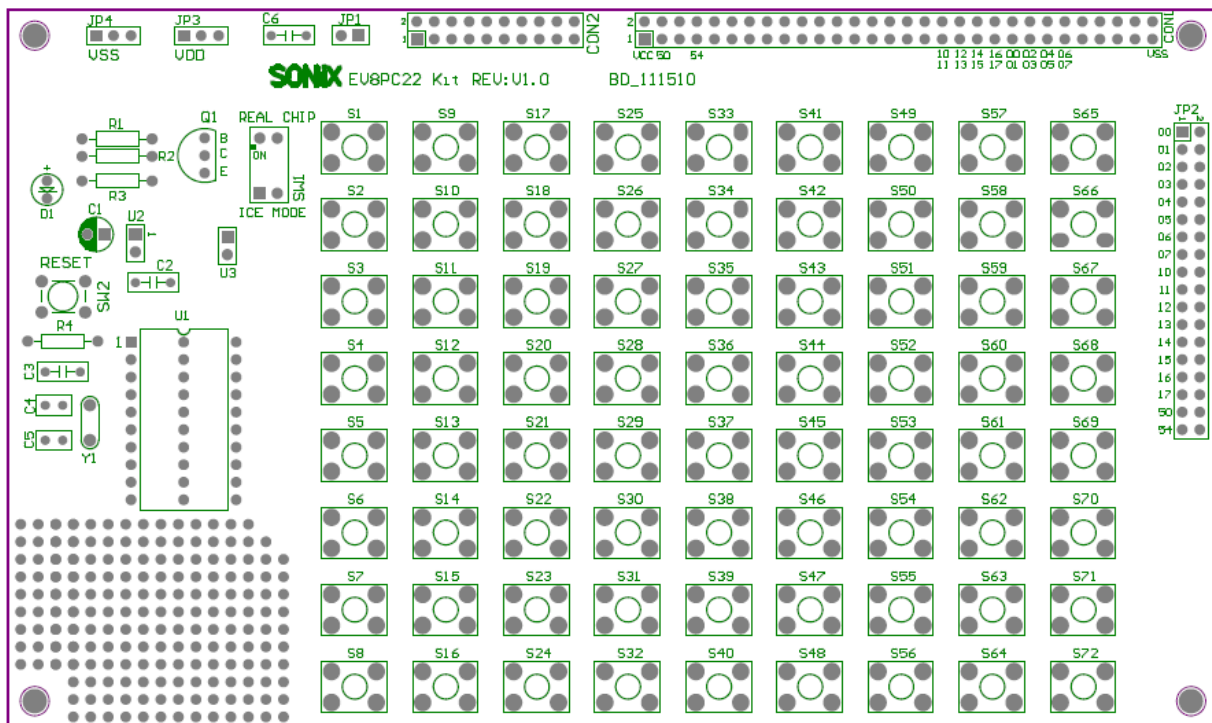 JP4 JP3 C6 JP1 2 1 CON2 2 1 CON1
VSS VDD VCC 50 54 10 12 14 16 00 02 04 06 VSS
11 13 15 17 01 03 05 07
SONIX EV8PC22 Kit REV:V1.0 BD_111510
Q1 REAL CHIP S1 S9 S17 S25 S33 S41 S49 S57 S65 JP2
1 2
R1 B 00
R2 C ON 01
E 02
+ R3 SW1 03
D1 S2 S10 S18 S26 S34 S42 S50 S58 S66
04
C1 U2 ICE MODE 05
1 06
RESET C2 U3 S3 S11 S19 S27 S35 S43 S51 S59 S67
07
10
SW2 11
12
R4 U1 13
1 S4 S12 S20 S28 S36 S44 S52 S60 S68
14
C3 15
16
C4 17
S5 S13 S21 S29 S37 S45 S53 S61 S69
50
C5 54
Y1
S6 S14 S22 S30 S38 S46 S54 S62 S70
S7 S15 S23 S31 S39 S47 S55 S63 S71
S8 S16 S24 S32 S40 S48 S56 S64 S72